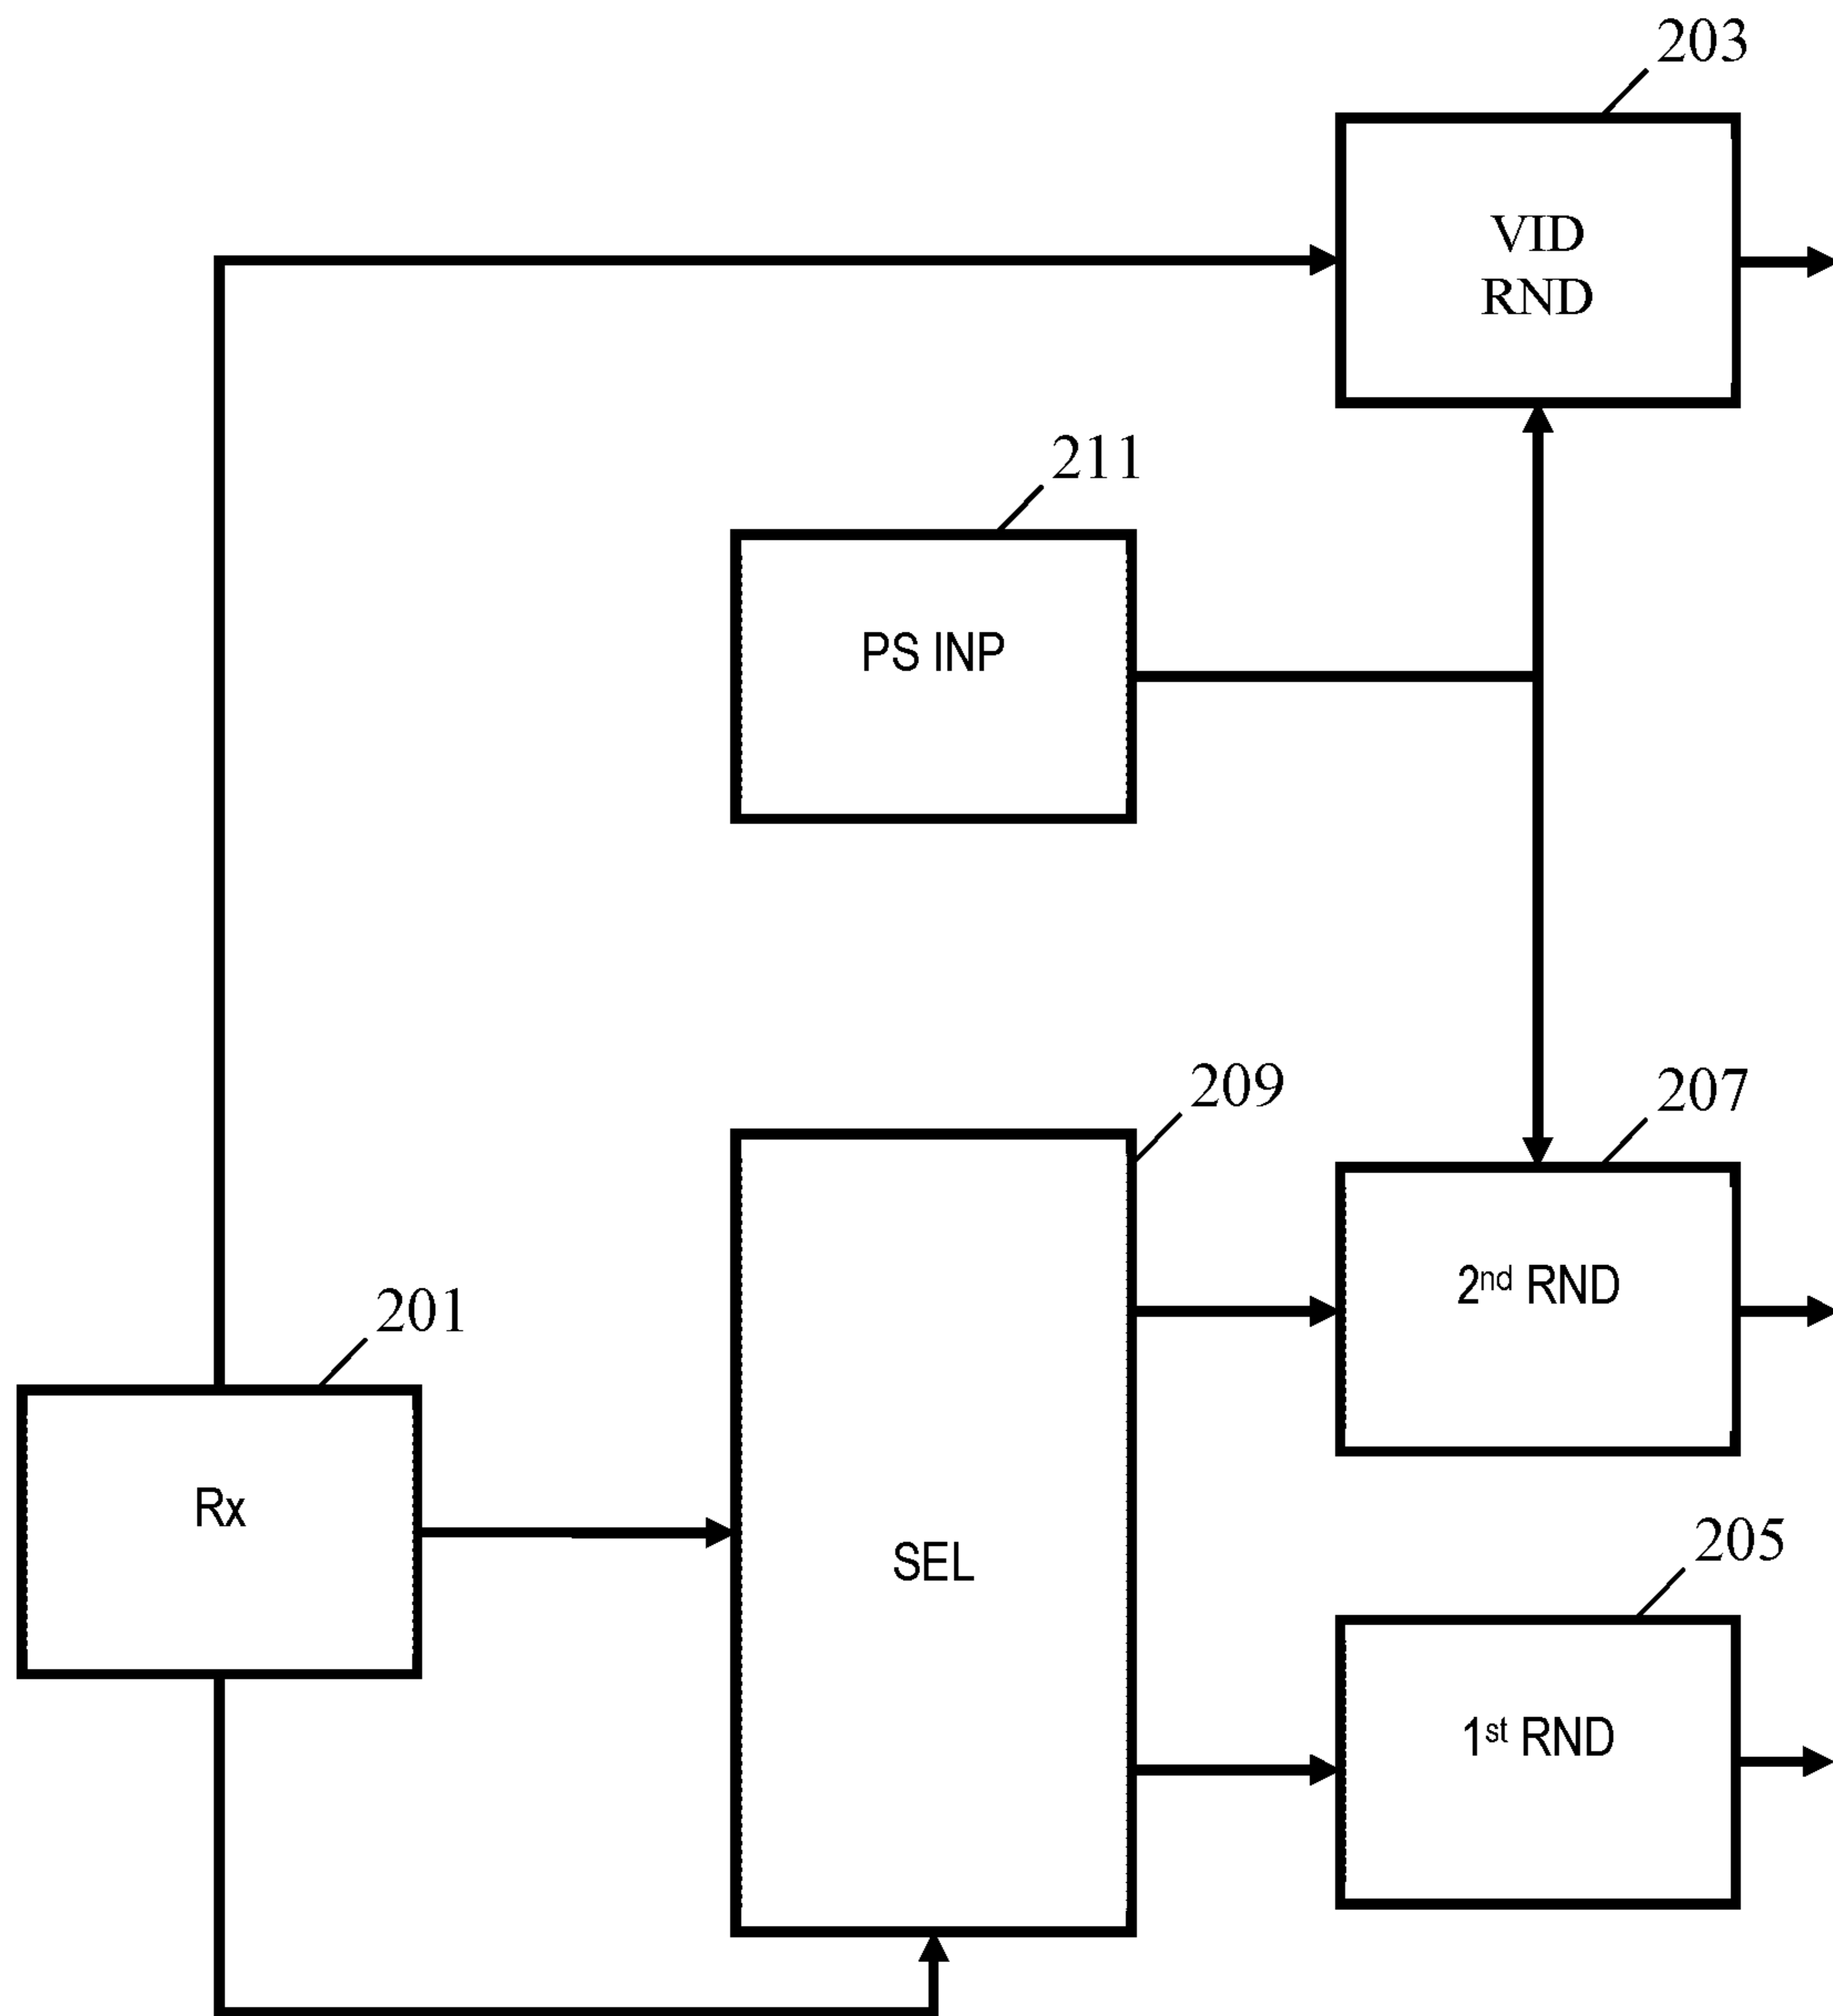 203
VID
RND
211
PS INP
209
207
2nd RND
201
Rx
SEL
205
1st RND